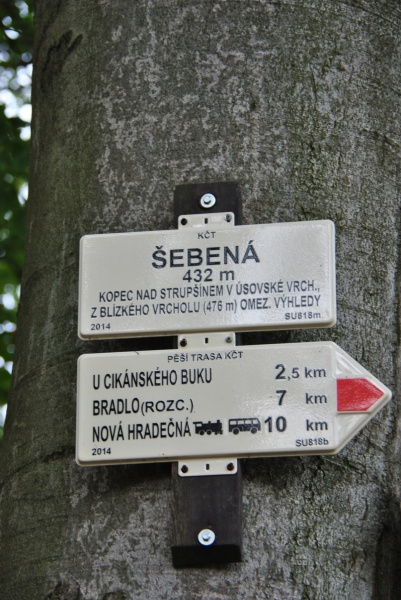 KČT
ŠEBENÁ
432 m
KOPEC NAD STRUPŠÍNEM V ÚSOVSKÉ VRCH.,
Z BLÍZKÉHO VRCHOLU (476 m) OMEZ. VÝHLEDY
2014 SU818m
PĚŠÍ TRASA KČT
U CIKÁNSKÉHO BUKU 2,5 km
BRADLO (ROZC.) 7 km
NOVÁ HRADEČNÁ 10 km
2014 SU818b